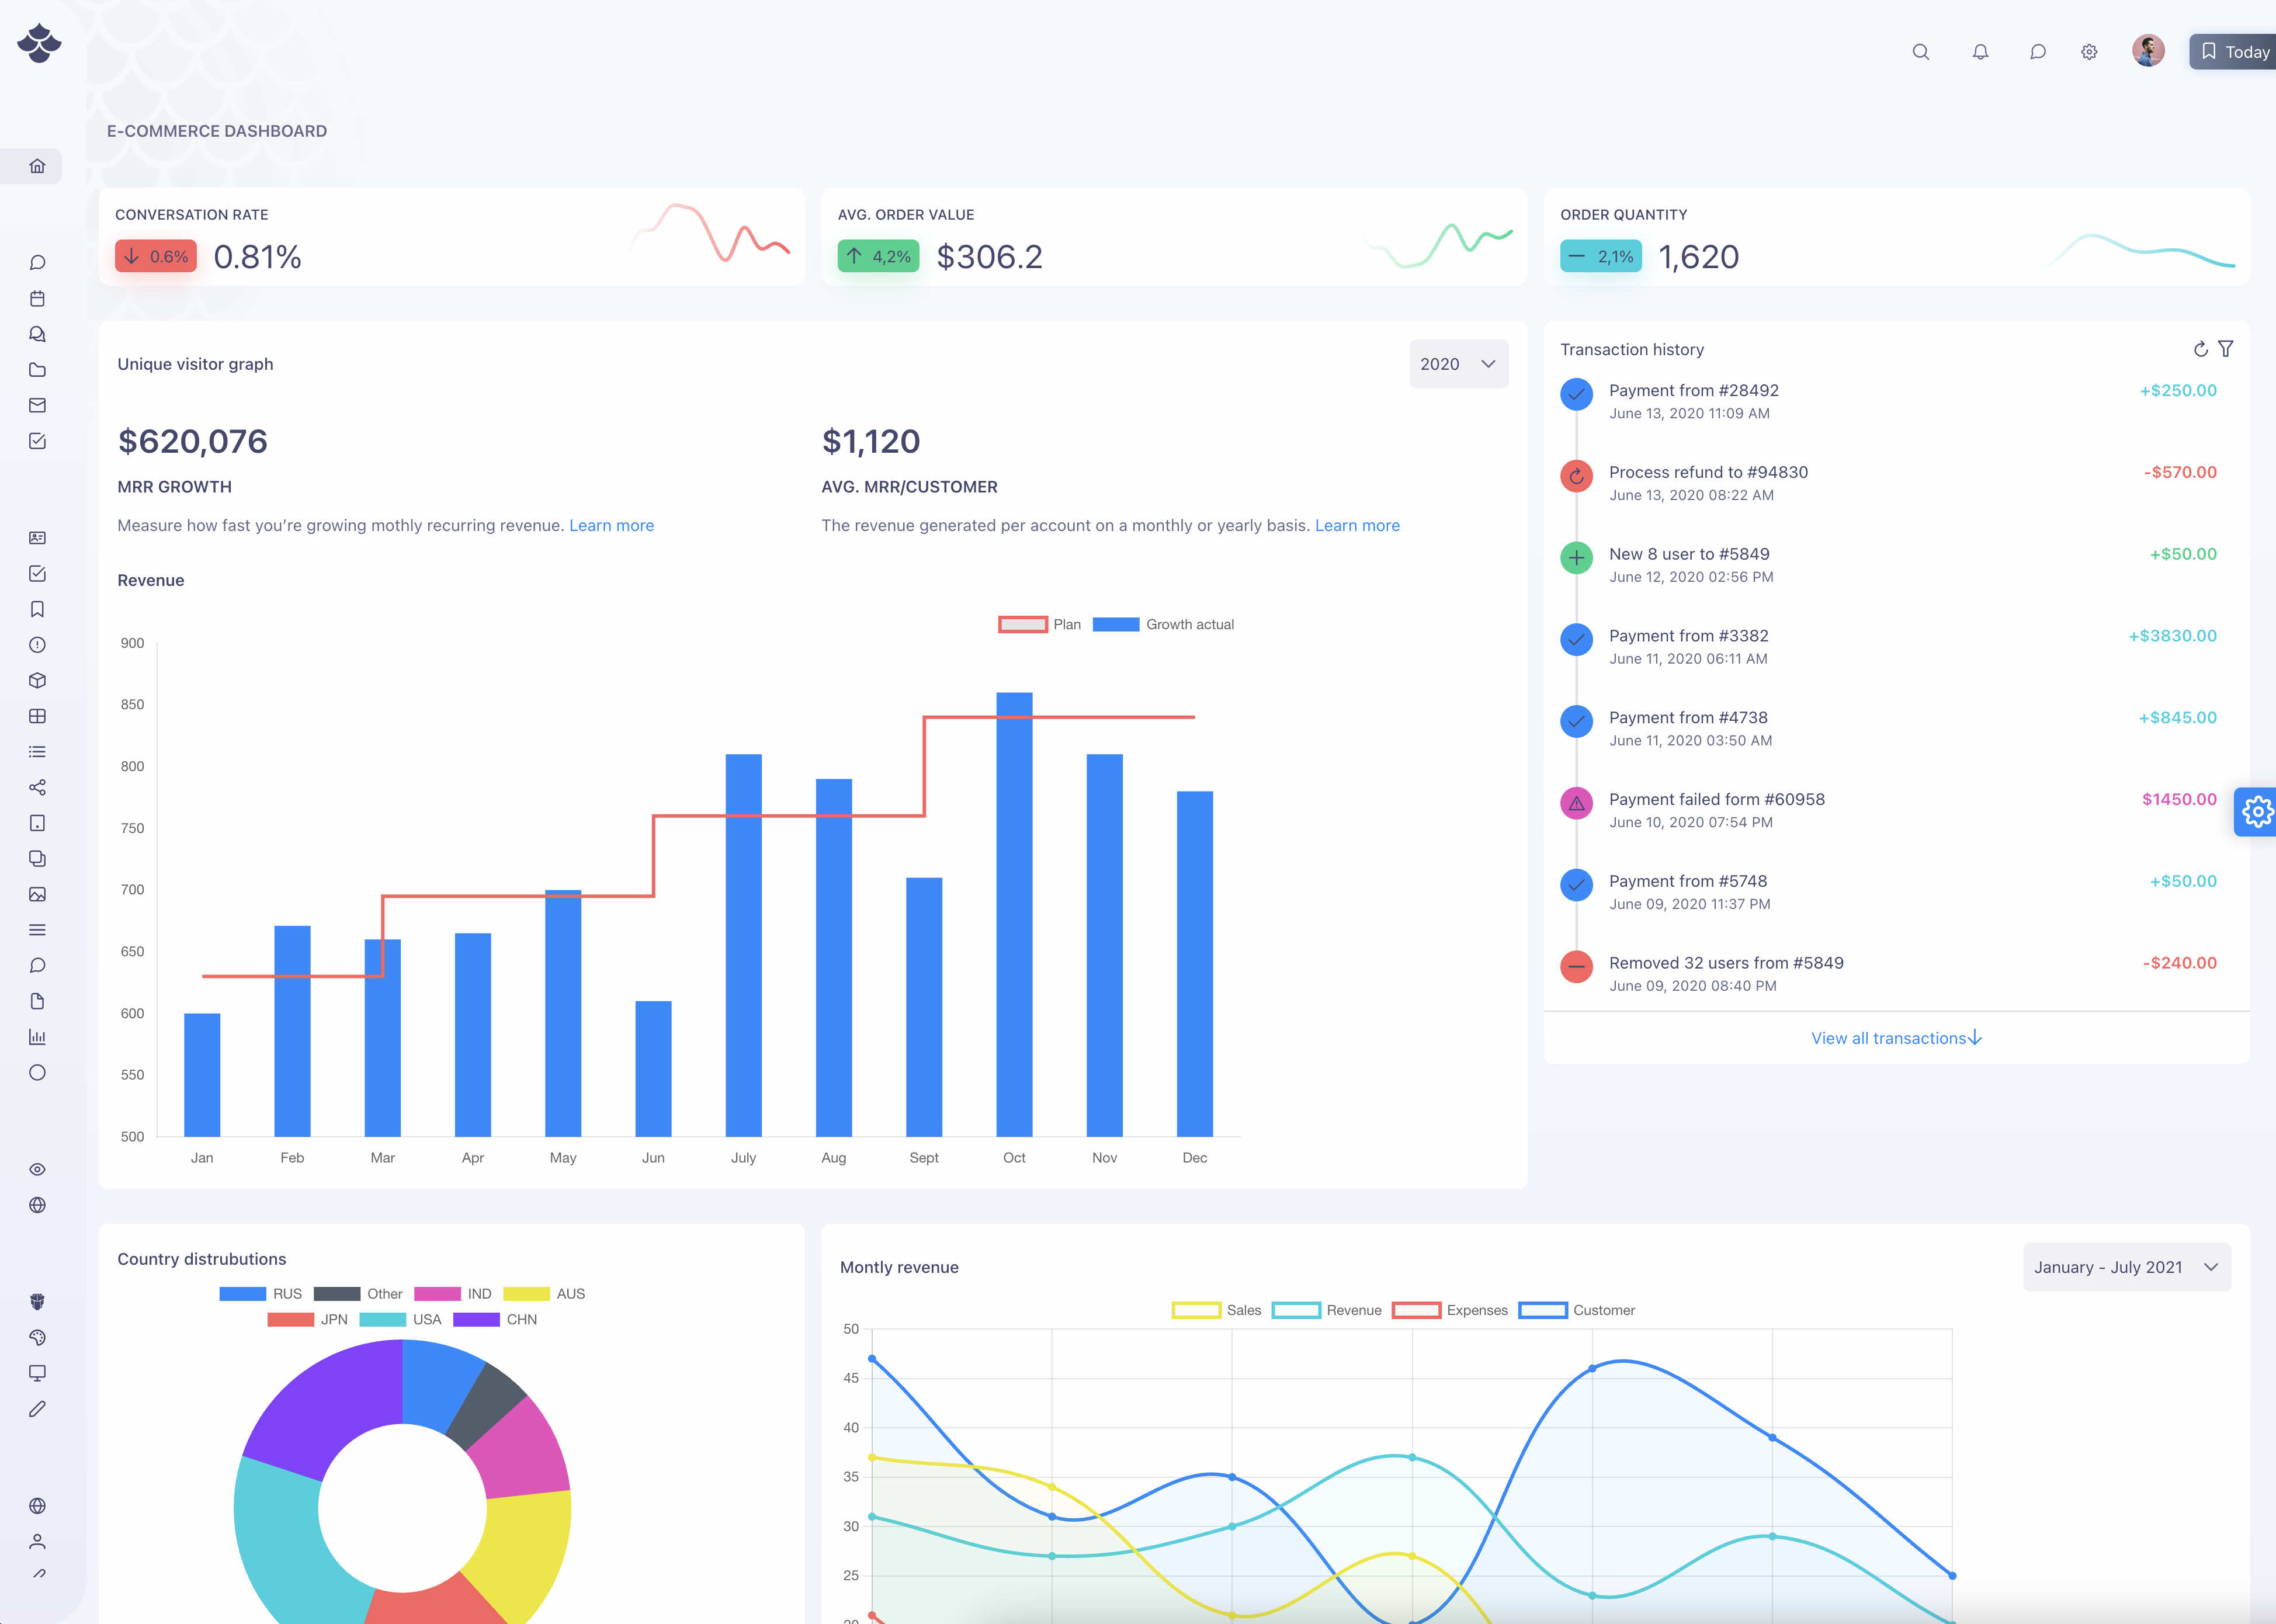 Today
E-COMMERCE DASHBOARD
CONVERSATION RATE
0.6% 0.81%
AVG. ORDER VALUE
4,2% $306.2
ORDER QUANTITY
2,1% 1,620
Unique visitor graph
2020
$620,076
MRR GROWTH
Measure how fast you’re growing mothly recurring revenue. Learn more
$1,120
AVG. MRR/CUSTOMER
The revenue generated per account on a monthly or yearly basis. Learn more
Revenue
Plan Growth actual
900
850
800
750
700
650
600
550
500
Jan Feb Mar Apr May Jun July Aug Sept Oct Nov Dec
Transaction history
Payment from #28492 +$250.00
June 13, 2020 11:09 AM
Process refund to #94830 -$570.00
June 13, 2020 08:22 AM
New 8 user to #5849 +$50.00
June 12, 2020 02:56 PM
Payment from #3382 +$3830.00
June 11, 2020 06:11 AM
Payment from #4738 +$845.00
June 11, 2020 03:50 AM
Payment failed form #60958 $1450.00
June 10, 2020 07:54 PM
Payment from #5748 +$50.00
June 09, 2020 11:37 PM
Removed 32 users from #5849 -$240.00
June 09, 2020 08:40 PM
View all transactions
Country distrubutions
RUS Other IND AUS
JPN USA CHN
Montly revenue
January - July 2021
Sales Revenue Expenses Customer
50
45
40
35
30
25
20